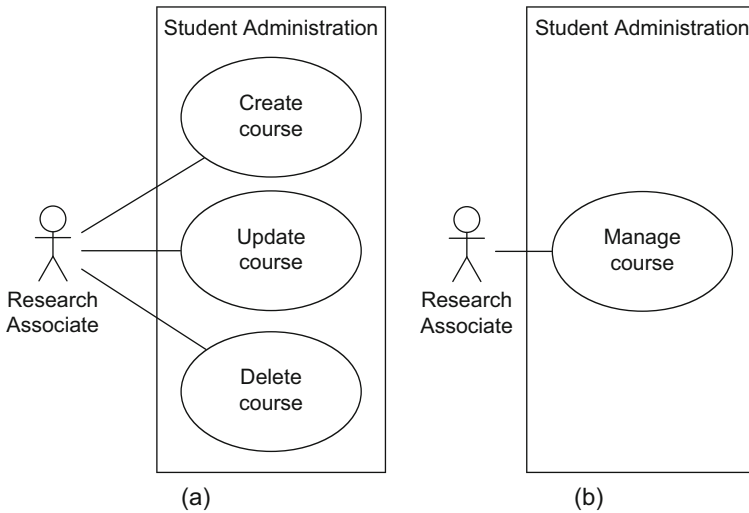 Student Administration
Create
course
Update
course
Delete
course
Research
Associate
(a)
Student Administration
Manage
course
Research
Associate
(b)